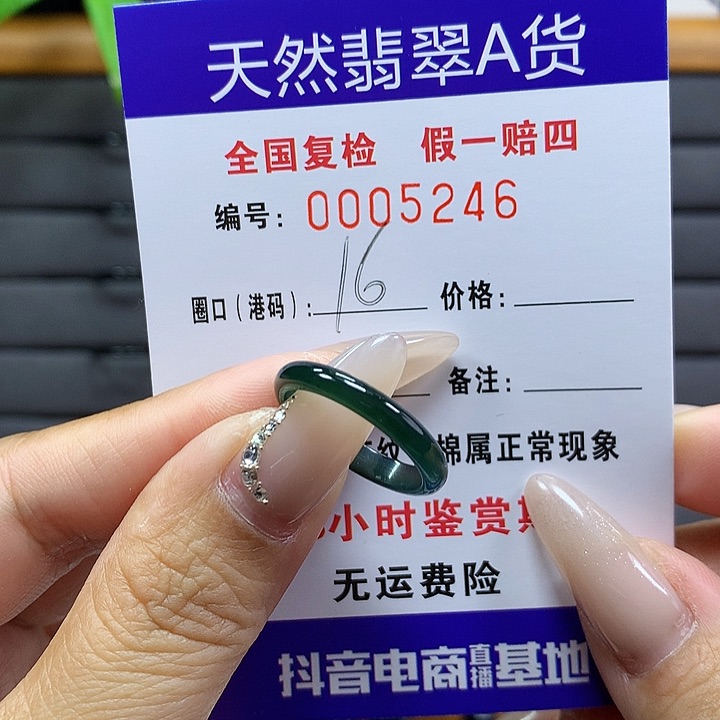 天然翡翠A货
全国复检 假一赔四
编号: 0005246
圈口(港码): 16 价格:
备注:
纹 棉属正常现象
小时鉴赏期
无运费险
抖音电商直播基地